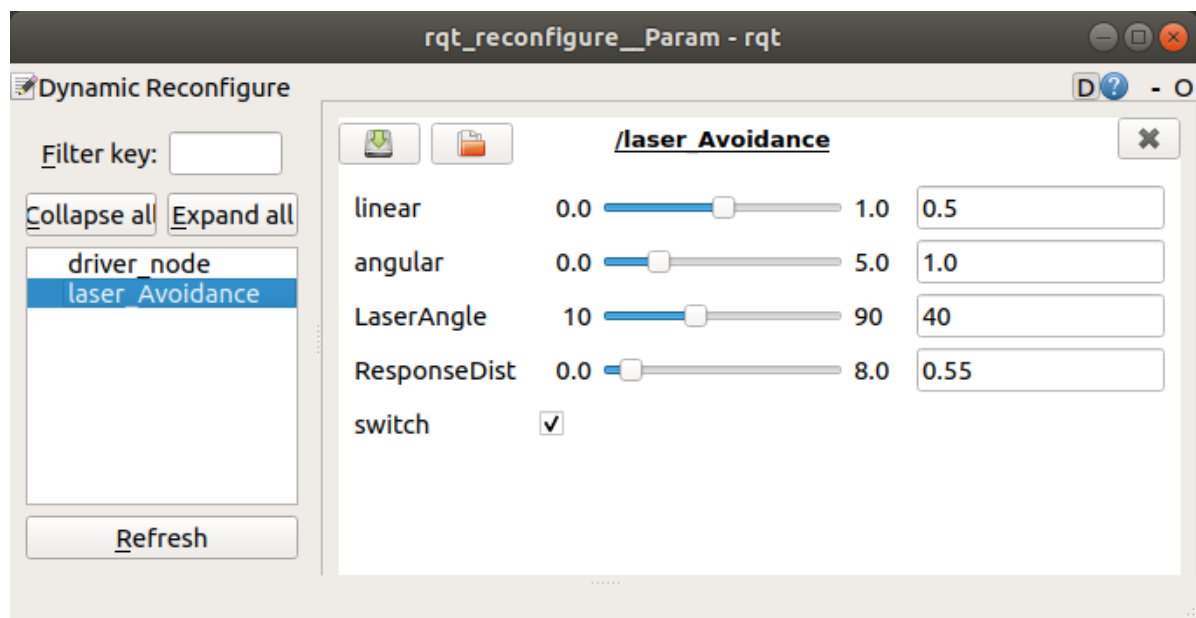 rqt_reconfigure__Param - rqt
Dynamic Reconfigure
D? - O
Filter key:
Collapse all Expand all
driver_node
laser_Avoidance
Refresh
/laser_Avoidance
linear 0.0 1.0 0.5
angular 0.0 5.0 1.0
LaserAngle 10 90 40
ResponseDist 0.0 8.0 0.55
switch